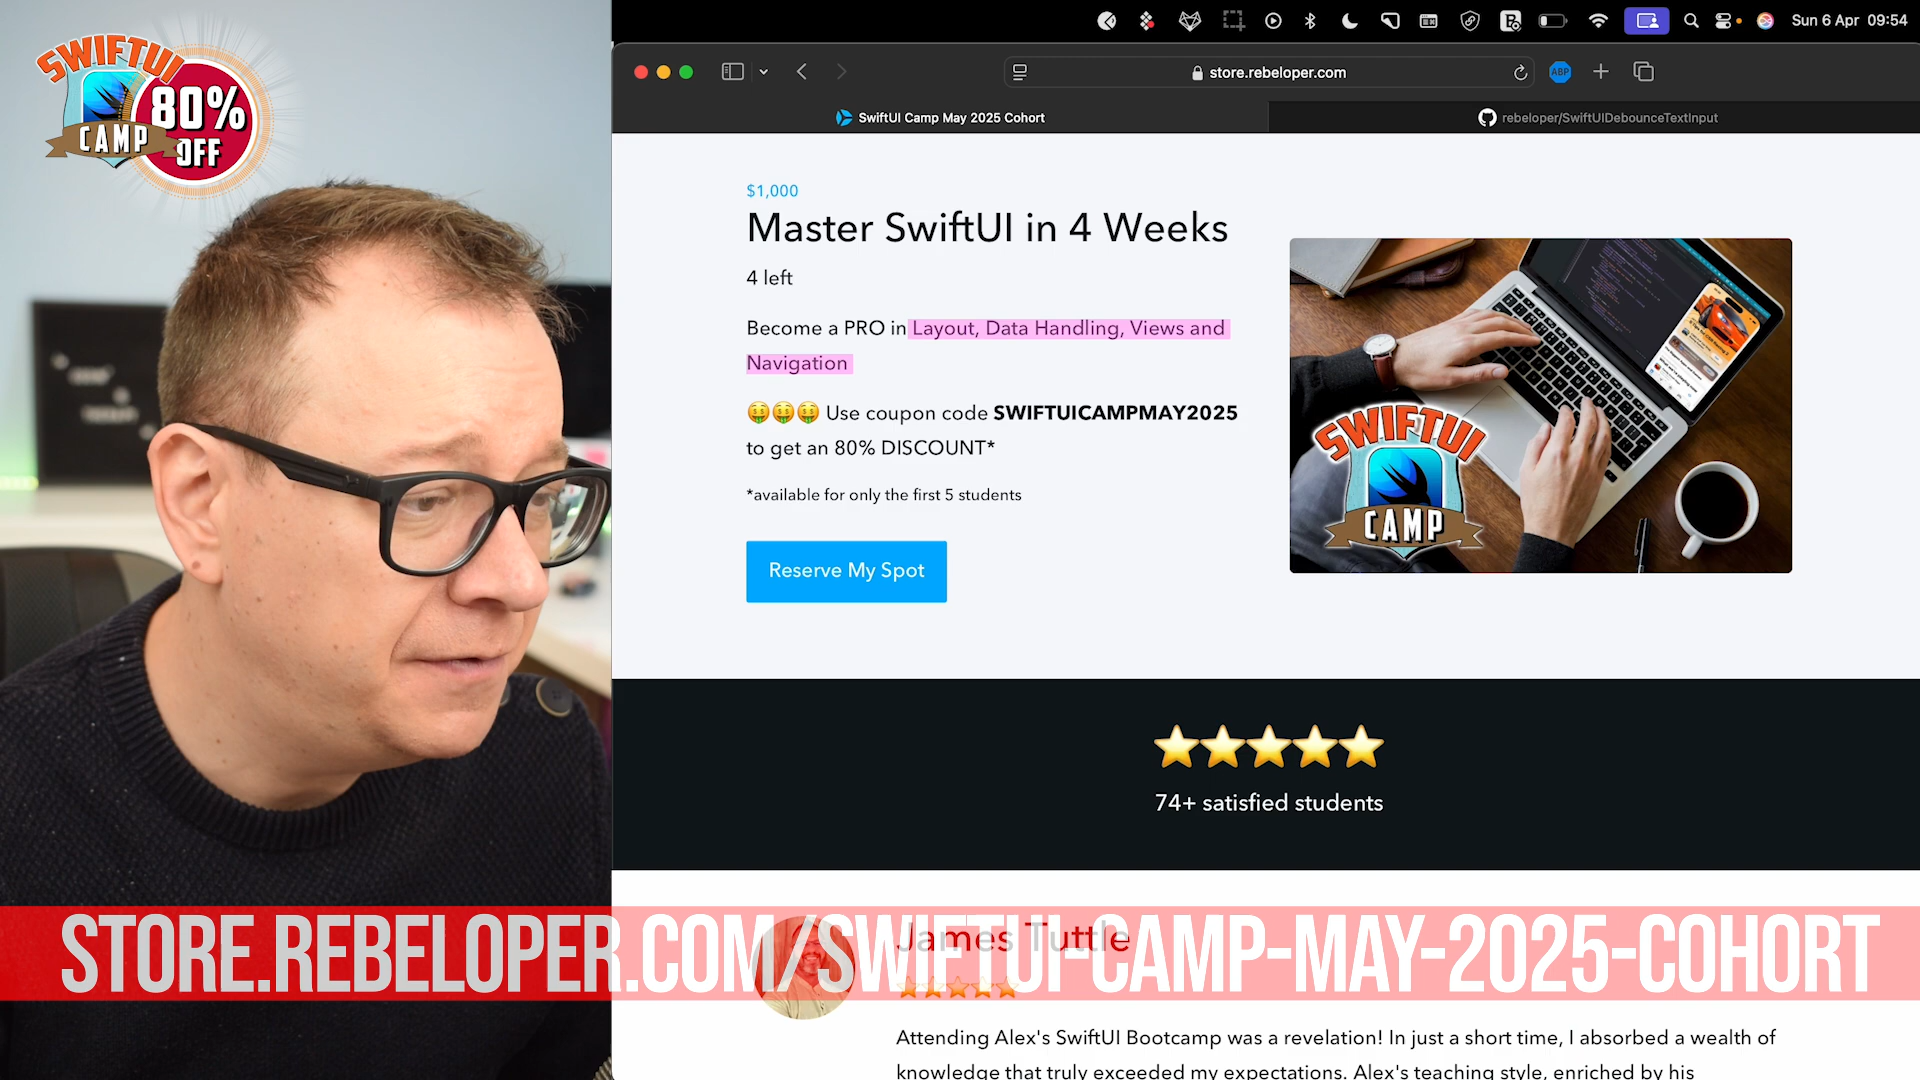 SWIFTUI
CAMP
80%
OFF
Sun 6 Apr 09:54
store.rebeloper.com
ABP
SwiftUI Camp May 2025 Cohort
rebeloper/SwiftUIDebounceTextInput
$1,000
Master SwiftUI in 4 Weeks
4 left
Become a PRO in Layout, Data Handling, Views and
Navigation
🤑🤑🤑 Use coupon code SWIFTUICAMPMAY2025
to get an 80% DISCOUNT*
*available for only the first 5 students
Reserve My Spot
SWIFTUI
CAMP
⭐⭐⭐⭐⭐
74+ satisfied students
STORE.REBELOPER.COM/SWIFTUI-CAMP-MAY-2025-COHORT
James Tuttle
Attending Alex's SwiftUI Bootcamp was a revelation! In just a short time, I absorbed a wealth of
knowledge that truly exceeded my expectations. Alex's teaching style, enriched by his